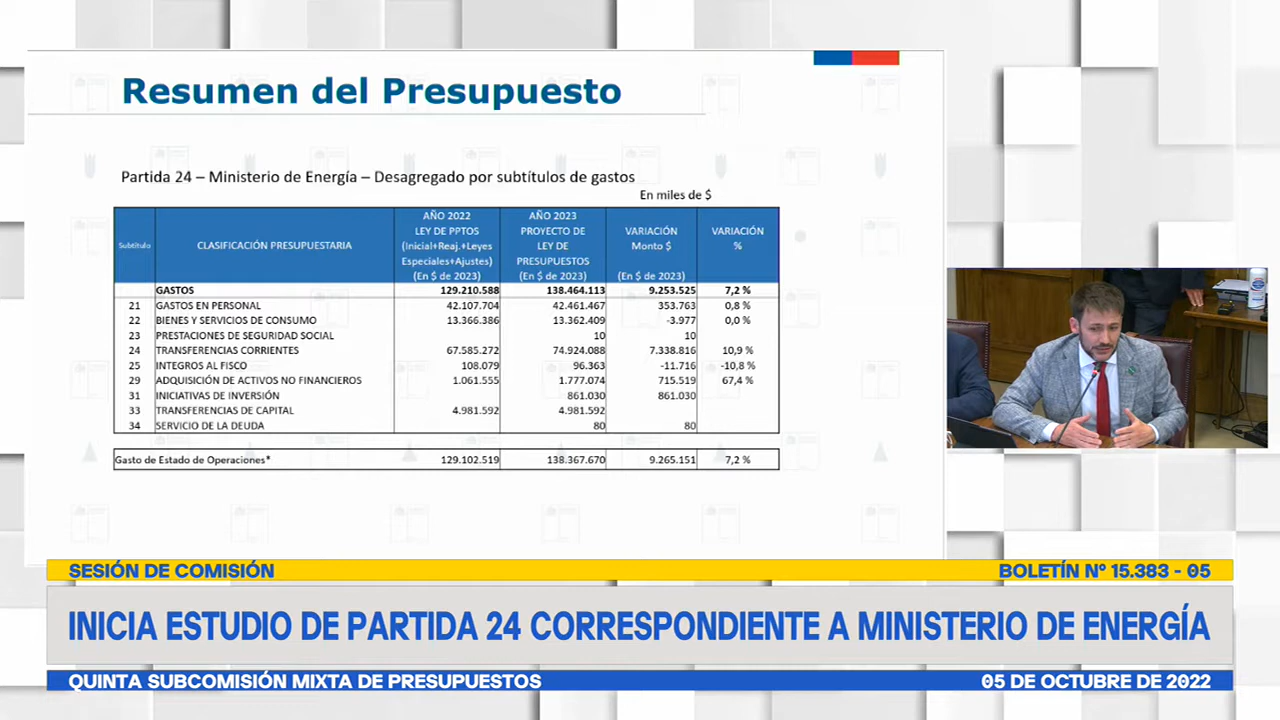 Resumen del Presupuesto
Partida 24 – Ministerio de Energía – Desagregado por subtítulos de gastos
En miles de $
Subtítulo CLASIFICACIÓN PRESUPUESTARIA AÑO 2022 LEY DE PPTOS (Inicial+Reaj.+Leyes Especiales+Ajustes) (En $ de 2023) AÑO 2023 PROYECTO DE LEY DE PRESUPUESTOS (En $ de 2023) VARIACIÓN Monto $ (En $ de 2023) VARIACIÓN %
GASTOS 129.210.588 138.464.113 9.253.525 7,2 %
21 GASTOS EN PERSONAL 42.107.704 42.461.467 353.763 0,8 %
22 BIENES Y SERVICIOS DE CONSUMO 13.366.386 13.362.409 -3.977 0,0 %
23 PRESTACIONES DE SEGURIDAD SOCIAL 10 10
24 TRANSFERENCIAS CORRIENTES 67.585.272 74.924.088 7.338.816 10,9 %
25 INTEGROS AL FISCO 108.079 96.363 -11.716 -10,8 %
29 ADQUISICIÓN DE ACTIVOS NO FINANCIEROS 1.061.555 1.777.074 715.519 67,4 %
31 INICIATIVAS DE INVERSIÓN 861.030 861.030
33 TRANSFERENCIAS DE CAPITAL 4.981.592 4.981.592
34 SERVICIO DE LA DEUDA 80 80
Gasto de Estado de Operaciones* 129.102.519 138.367.670 9.265.151 7,2 %
SESIÓN DE COMISIÓN BOLETÍN N° 15.383 - 05
INICIA ESTUDIO DE PARTIDA 24 CORRESPONDIENTE A MINISTERIO DE ENERGÍA
QUINTA SUBCOMISIÓN MIXTA DE PRESUPUESTOS 05 DE OCTUBRE DE 2022